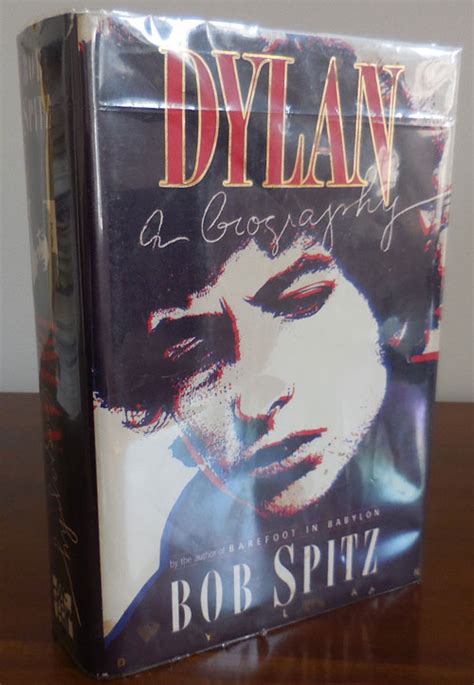 DYLAN
a biography
by the author of BAREFOOT IN BABYLON
BOB SPITZ